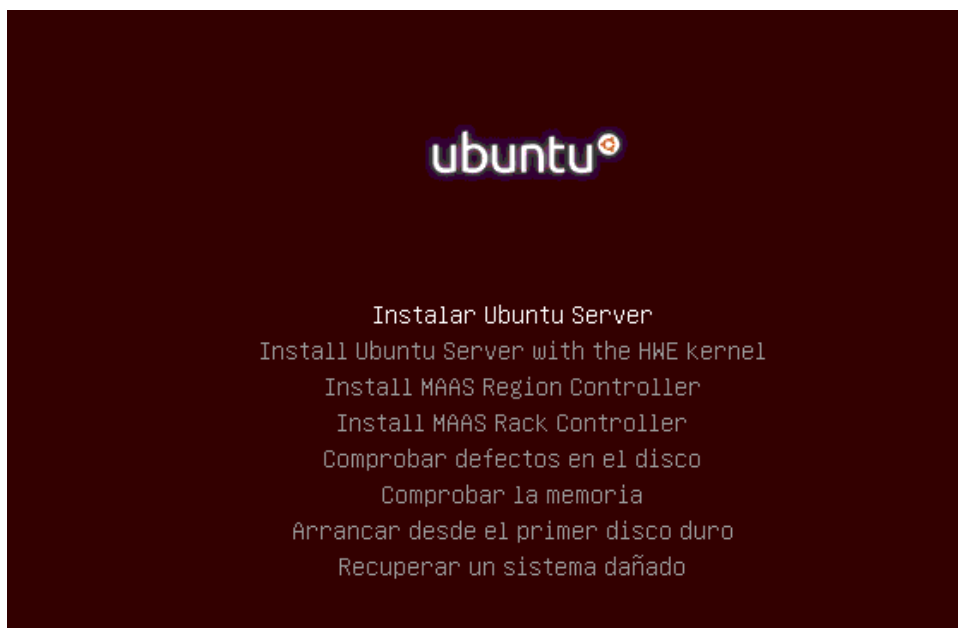 ubuntu
Instalar Ubuntu Server
Install Ubuntu Server with the HWE kernel
Install MAAS Region Controller
Install MAAS Rack Controller
Comprobar defectos en el disco
Comprobar la memoria
Arrancar desde el primer disco duro
Recuperar un sistema dañado